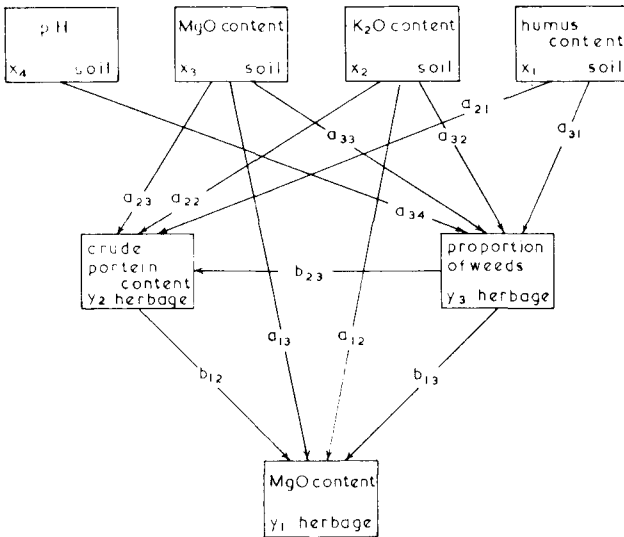 pH
x₄ soil
MgO content
x₃ soil
K₂O content
x₂ soil
humus
content
x₁ soil
a₂₁
a₃₃
a₃₂
a₃₁
a₂₃
a₂₂
a₃₄
crude
portein
content
y₂ herbage
b₂₃
proportion
of weeds
y₃ herbage
a₁₃
a₁₂
b₁₂
b₁₃
MgO content
y₁ herbage